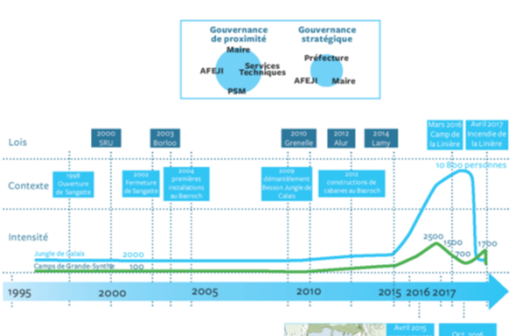 Gouvernance
de proximité
Gouvernance
stratégique
Maire
AFEJI
Services
Techniques
PSM
Préfecture
AFEJI
Maire
Lois
2000
SRU
2003
Borloo
2010
Grenelle
2012
Alur
2014
Lamy
Mars 2016
Camp de
la Linière
Avril 2017
Incendie de
la Linière
10 800 personnes
Contexte
Ouverture
de Sangatte
2002
Fermeture
de Sangatte
premières
installations
au Basroch
2009
démantèlement
Jungle de
Calais
constructions de
cabanes au Basroch
Intensité
Jungle de Calais
2000
Camps de Grande-Synthe
100
2500
1500
700
1700
1995
2000
2005
2010
2015
2016
2017
Avril 2015
Oct. 2016